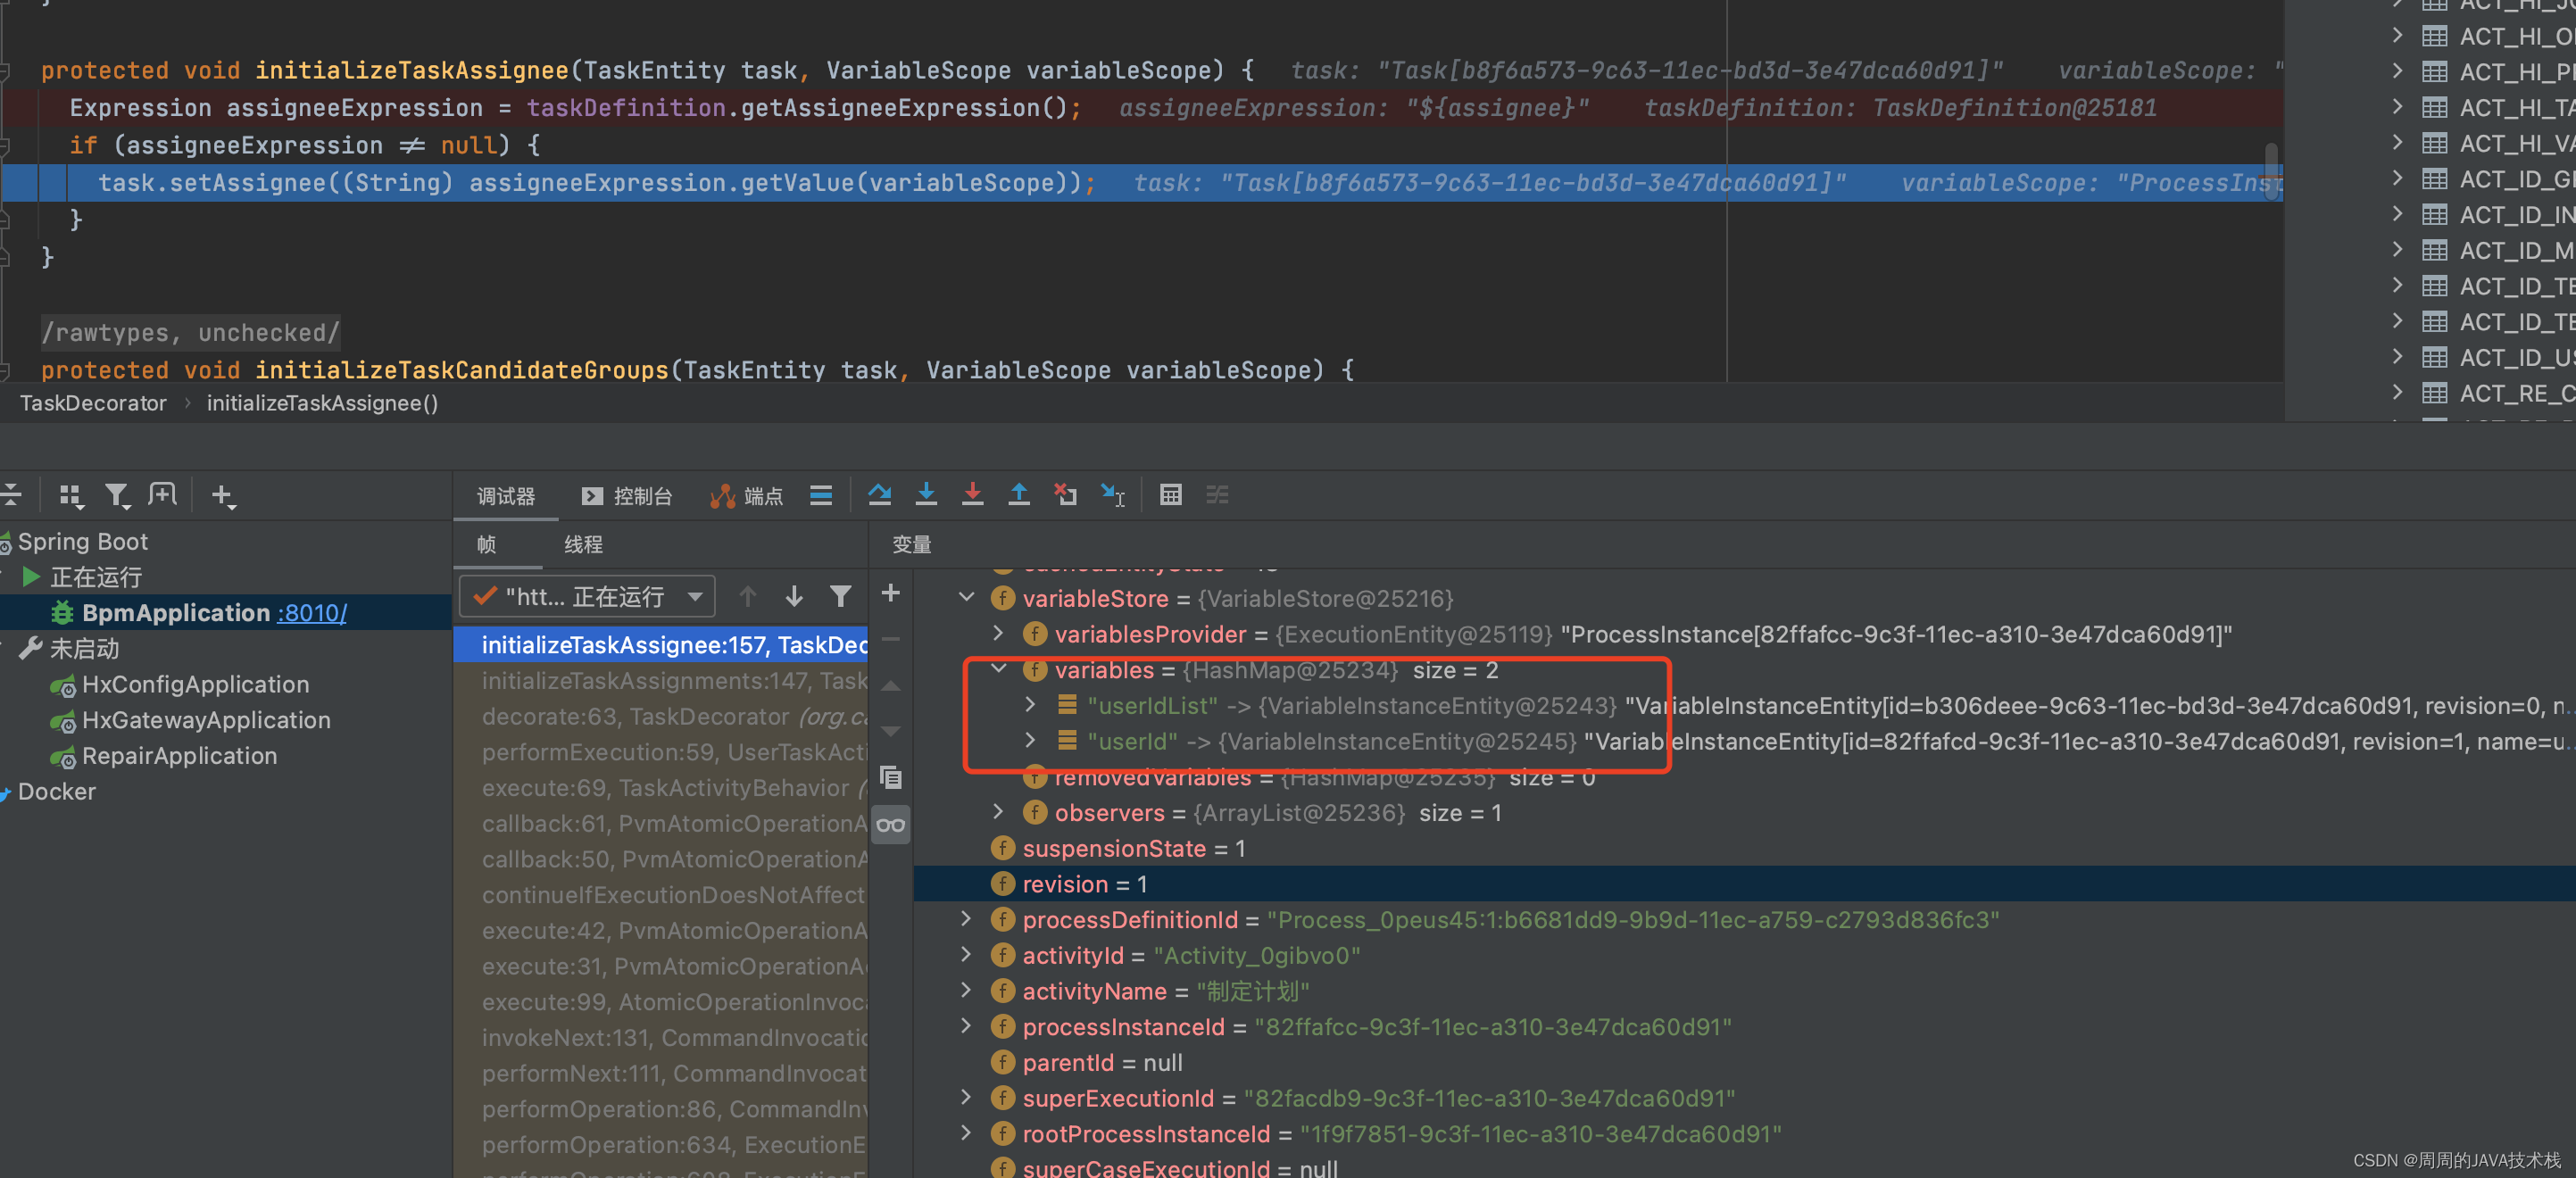 }
protected void initializeTaskAssignee(TaskEntity task, VariableScope variableScope) {   task: "Task[b8f6a573-9c63-11ec-bd3d-3e47dca60d91]"   variableScope: "
Expression assigneeExpression = taskDefinition.getAssigneeExpression();   assigneeExpression: "${assignee}"   taskDefinition: TaskDefinition@25181
if (assigneeExpression ≠ null) {
task.setAssignee((String) assigneeExpression.getValue(variableScope));   task: "Task[b8f6a573-9c63-11ec-bd3d-3e47dca60d91]"   variableScope: "ProcessInst
}
}
/rawtypes, unchecked/
protected void initializeTaskCandidateGroups(TaskEntity task, VariableScope variableScope) {
TaskDecorator › initializeTaskAssignee()
ACT_HI_O
ACT_HI_PI
ACT_HI_TA
ACT_HI_VA
ACT_ID_GI
ACT_ID_IN
ACT_ID_M
ACT_ID_TE
ACT_ID_TE
ACT_ID_US
ACT_RE_C
调试器 控制台 端点
Spring Boot
正在运行
BpmApplication :8010/
未启动
HxConfigApplication
HxGatewayApplication
RepairApplication
Docker
帧 线程
"htt... 正在运行
initializeTaskAssignee:157, TaskDec
initializeTaskAssignments:147, Task
decorate:63, TaskDecorator (org.ca
performExecution:59, UserTaskActi
execute:69, TaskActivityBehavior (
callback:61, PvmAtomicOperationA
callback:50, PvmAtomicOperationA
continueIfExecutionDoesNotAffect
execute:42, PvmAtomicOperationA
execute:31, PvmAtomicOperationA
execute:99, AtomicOperationInvoca
invokeNext:131, CommandInvocatic
performNext:111, CommandInvocat
performOperation:86, CommandInv
performOperation:634, ExecutionE
变量
variableStore = {VariableStore@25216}
variablesProvider = {ExecutionEntity@25119} "ProcessInstance[82ffafcc-9c3f-11ec-a310-3e47dca60d91]"
variables = {HashMap@25234} size = 2
"userIdList" -> {VariableInstanceEntity@25243} "VariableInstanceEntity[id=b306deee-9c63-11ec-bd3d-3e47dca60d91, revision=0, n...
"userId" -> {VariableInstanceEntity@25245} "VariableInstanceEntity[id=82ffafcd-9c3f-11ec-a310-3e47dca60d91, revision=1, name=u...
removedVariables = {HashMap@25235} size = 0
observers = {ArrayList@25236} size = 1
suspensionState = 1
revision = 1
processDefinitionId = "Process_0peus45:1:b6681dd9-9b9d-11ec-a759-c2793d836fc3"
activityId = "Activity_0gibvo0"
activityName = "制定计划"
processInstanceId = "82ffafcc-9c3f-11ec-a310-3e47dca60d91"
parentId = null
superExecutionId = "82facdb9-9c3f-11ec-a310-3e47dca60d91"
rootProcessInstanceId = "1f9f7851-9c3f-11ec-a310-3e47dca60d91"
superCaseExecutionId = null
CSDN @周周的JAVA技术栈